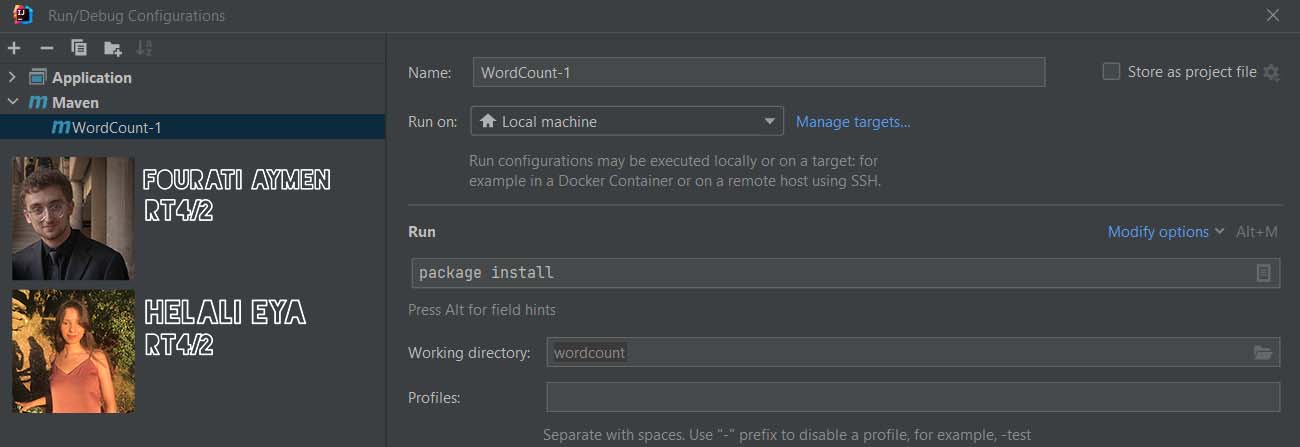 Run/Debug Configurations
Application
Maven
WordCount-1
FOURATI AYMEN
RT4/2
HELALI EYA
RT4/2
Name:
WordCount-1
Store as project file
Run on:
Local machine
Manage targets...
Run configurations may be executed locally or on a target: for
example in a Docker Container or on a remote host using SSH.
Run
Modify options
Alt+M
package install
Press Alt for field hints
Working directory:
wordcount
Profiles:
Separate with spaces. Use "-" prefix to disable a profile, for example, -test